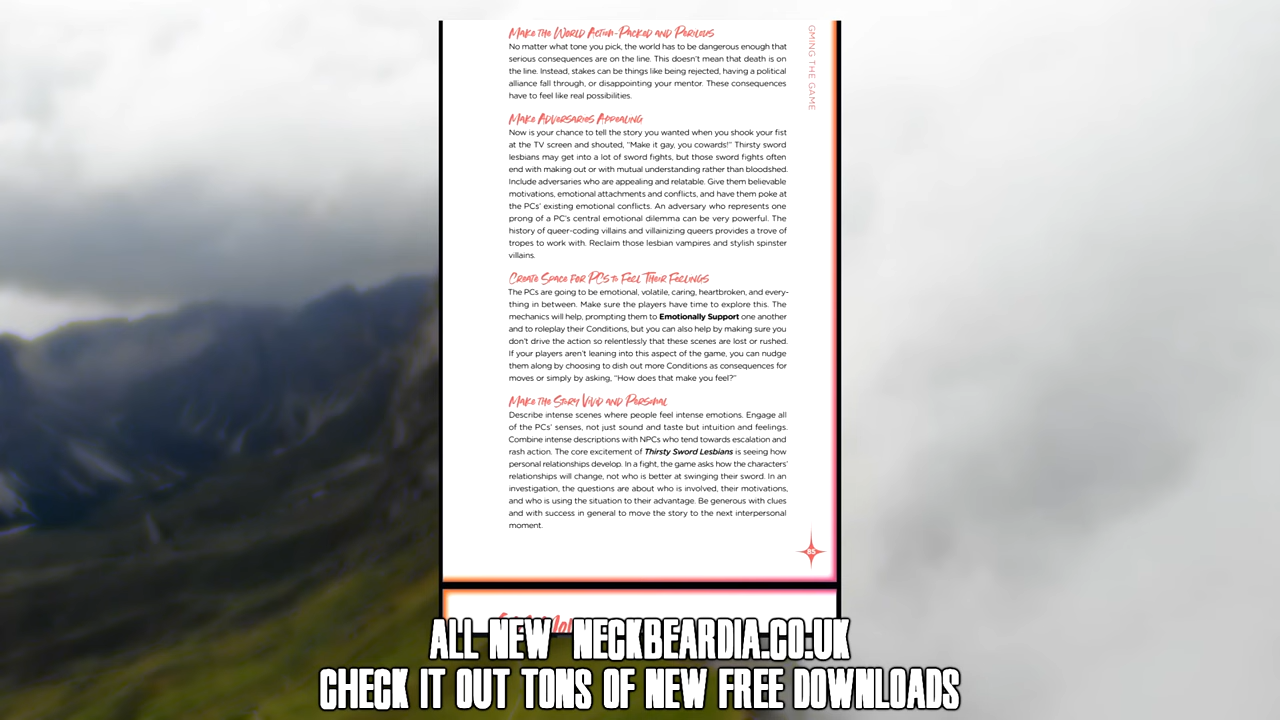 MAKE THE WORLD ACTION-PACKED AND PERILOUS
No matter what tone you pick, the world has to be dangerous enough that
serious consequences are on the line. This doesn't mean that death is on
the line. Instead, stakes can be things like being rejected, having a political
alliance fall through, or disappointing your mentor. These consequences
have to feel like real possibilities.
MAKE ADVERSARIES APPEALING
Now is your chance to tell the story you wanted when you shook your fist
at the TV screen and shouted, “Make it gay, you cowards!” Thirsty sword
lesbians may get into a lot of sword fights, but those sword fights often
end with making out or with mutual understanding rather than bloodshed.
Include adversaries who are appealing and relatable. Give them believable
motivations, emotional attachments and conflicts, and have them poke at
the PCs’ existing emotional conflicts. An adversary who represents one
prong of a PC’s central emotional dilemma can be very powerful. The
history of queer-coding villains and villainizing queers provides a trove of
tropes to work with. Reclaim those lesbian vampires and stylish spinster
villains.
CREATE SPACE FOR PCS TO FEEL THEIR FEELINGS
The PCs are going to be emotional, volatile, caring, heartbroken, and every-
thing in between. Make sure the players have time to explore this. The
mechanics will help, prompting them to Emotionally Support one another
and to roleplay their Conditions, but you can also help by making sure you
don’t drive the action so relentlessly that these scenes are lost or rushed.
If your players aren’t leaning into this aspect of the game, you can nudge
them along by choosing to dish out more Conditions as consequences for
moves or simply by asking, “How does that make you feel?”
MAKE THE STORY VIVID AND PERSONAL
Describe intense scenes where people feel intense emotions. Engage all
of the PCs’ senses, not just sound and taste but intuition and feelings.
Combine intense descriptions with NPCs who tend towards escalation and
rash action. The core excitement of Thirsty Sword Lesbians is seeing how
personal relationships develop. In a fight, the game asks how the characters’
relationships will change, not who is better at swinging their sword. In an
investigation, the questions are about who is involved, their motivations,
and who is using the situation to their advantage. Be generous with clues
and with success in general to move the story to the next interpersonal
moment.
GMING THE GAME
85
ALL NEW NECKBEARDIA.CO.UK
CHECK IT OUT TONS OF NEW FREE DOWNLOADS